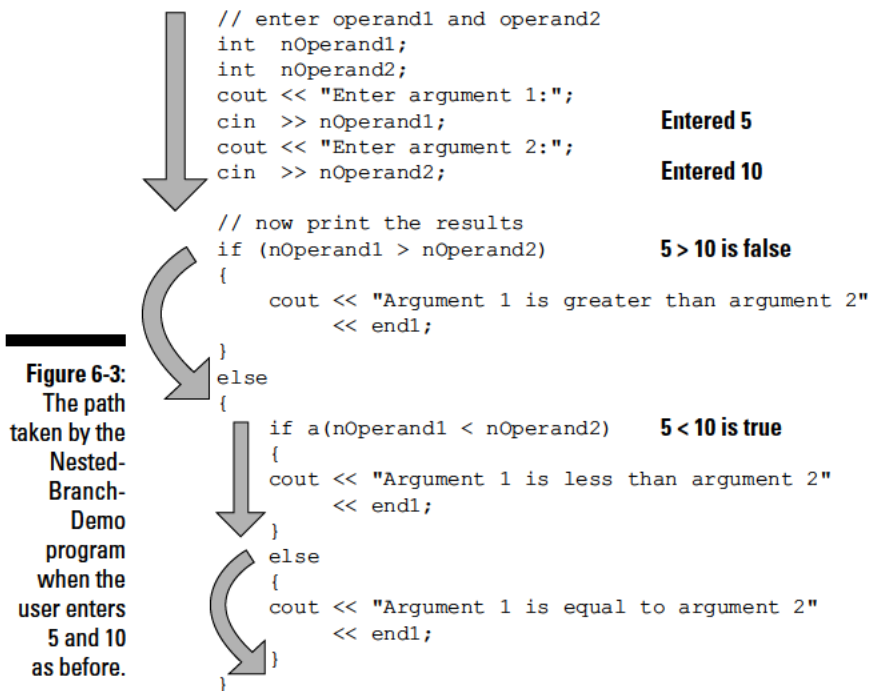 // enter operand1 and operand2
int  nOperand1;
int  nOperand2;
cout << "Enter argument 1:";
cin  >> nOperand1;                Entered 5
cout << "Enter argument 2:";
cin  >> nOperand2;                Entered 10
// now print the results
if (nOperand1 > nOperand2)        5 > 10 is false
{
    cout << "Argument 1 is greater than argument 2"
         << end1;
}
else
{
    if a(nOperand1 < nOperand2)   5 < 10 is true
    {
    cout << "Argument 1 is less than argument 2"
         << end1;
    }
    else
    {
    cout << "Argument 1 is equal to argument 2"
         << end1;
    }
}
Figure 6-3:
The path
taken by the
Nested-
Branch-
Demo
program
when the
user enters
5 and 10
as before.